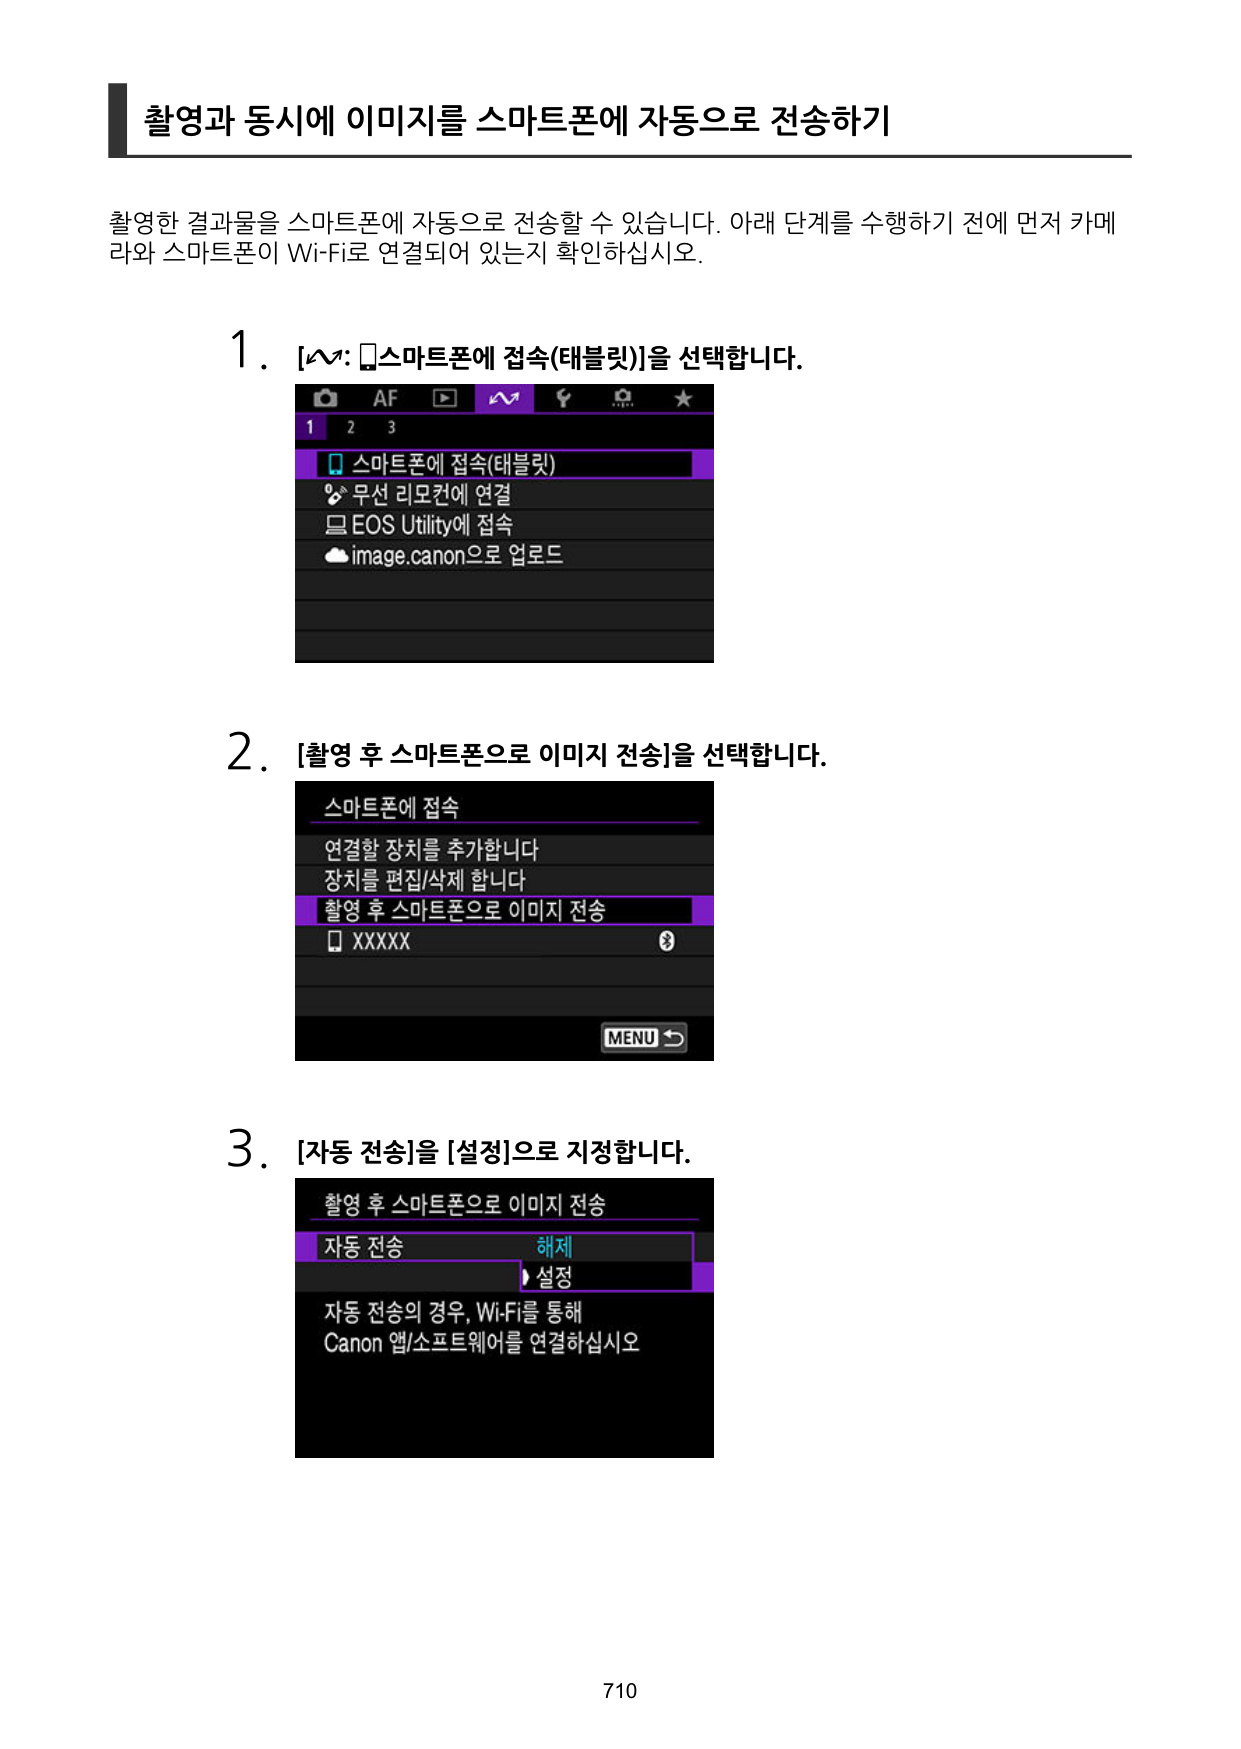 촬영과 동시에 이미지를 스마트폰에 자동으로 전송하기
촬영한 결과물을 스마트폰에 자동으로 전송할 수 있습니다. 아래 단계를 수행하기 전에 먼저 카메
라와 스마트폰이 Wi-Fi로 연결되어 있는지 확인하십시오.
1. [: 스마트폰에 접속(태블릿)]을 선택합니다.
AF
1 2 3
스마트폰에 접속(태블릿)
무선 리모컨에 연결
EOS Utility에 접속
image.canon으로 업로드
2. [촬영 후 스마트폰으로 이미지 전송]을 선택합니다.
스마트폰에 접속
연결할 장치를 추가합니다
장치를 편집/삭제 합니다
촬영 후 스마트폰으로 이미지 전송
XXXXX
MENU
3. [자동 전송]을 [설정]으로 지정합니다.
촬영 후 스마트폰으로 이미지 전송
자동 전송 해제
설정
자동 전송의 경우, Wi-Fi를 통해
Canon 앱/소프트웨어를 연결하십시오
710